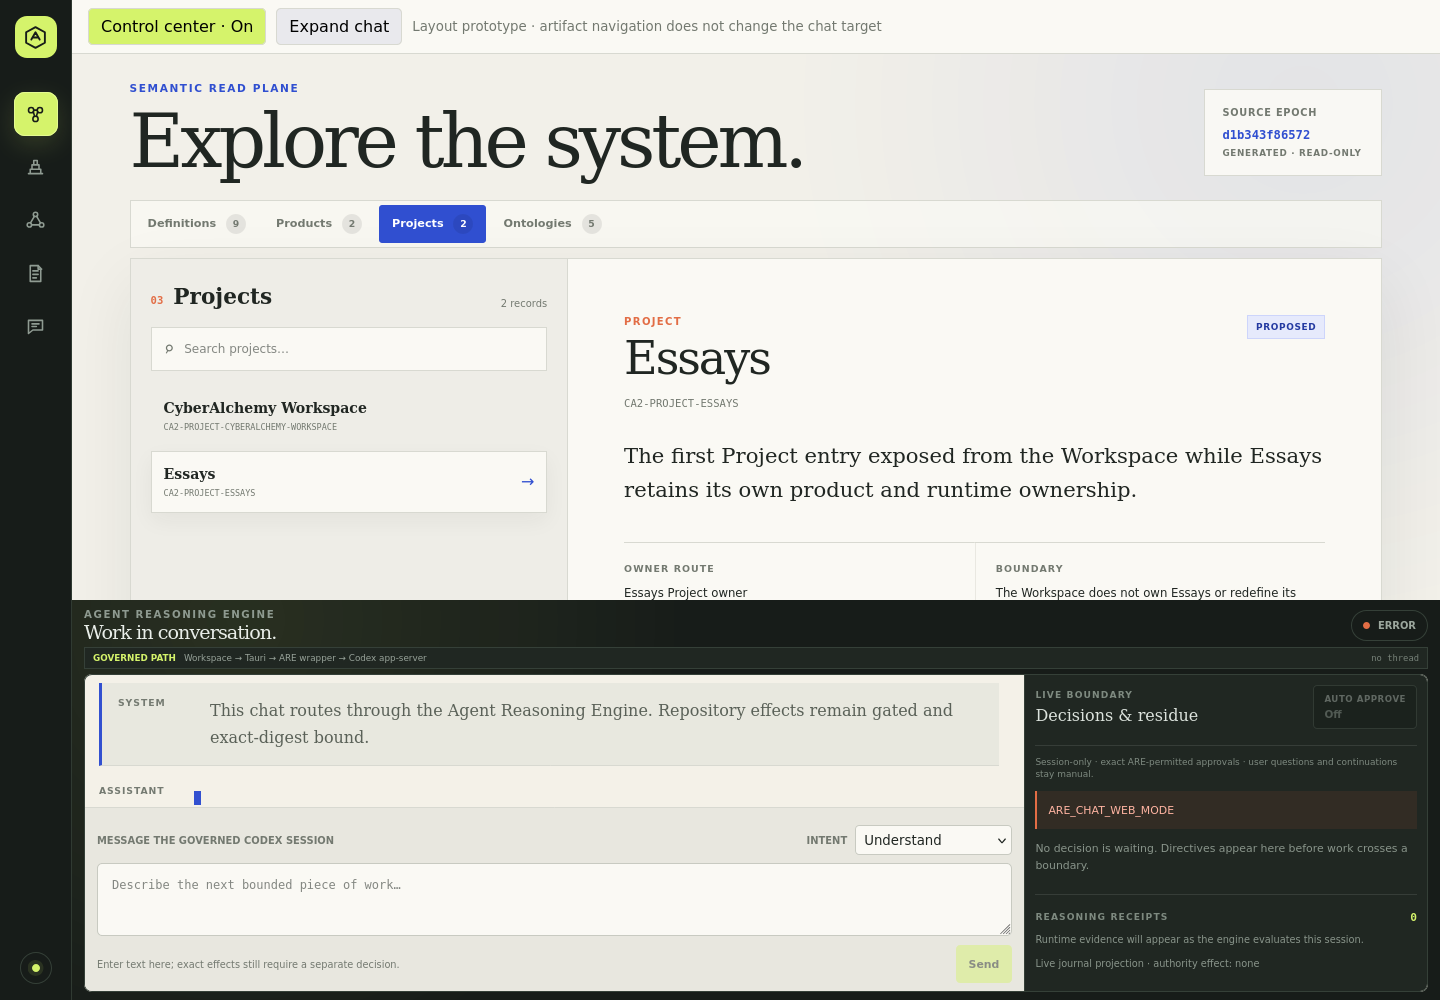 Control center · On
Expand chat
Layout prototype · artifact navigation does not change the chat target
SEMANTIC READ PLANE
Explore the system.
SOURCE EPOCH
d1b343f86572
GENERATED · READ-ONLY
Definitions 9
Products 2
Projects 2
Ontologies 5
03 Projects
2 records
Search projects…
CyberAlchemy Workspace
CA2-PROJECT-CYBERALCHEMY-WORKSPACE
Essays
CA2-PROJECT-ESSAYS
→
PROJECT
PROPOSED
Essays
CA2-PROJECT-ESSAYS
The first Project entry exposed from the Workspace while Essays
retains its own product and runtime ownership.
OWNER ROUTE
Essays Project owner
BOUNDARY
The Workspace does not own Essays or redefine its
AGENT REASONING ENGINE
Work in conversation.
ERROR
GOVERNED PATH Workspace → Tauri → ARE wrapper → Codex app-server
no thread
SYSTEM
This chat routes through the Agent Reasoning Engine. Repository effects remain gated and
exact-digest bound.
ASSISTANT
MESSAGE THE GOVERNED CODEX SESSION
INTENT
Understand
Describe the next bounded piece of work…
Enter text here; exact effects still require a separate decision.
Send
LIVE BOUNDARY
Decisions & residue
AUTO APPROVE
Off
Session-only · exact ARE-permitted approvals · user questions and continuations
stay manual.
ARE_CHAT_WEB_MODE
No decision is waiting. Directives appear here before work crosses a
boundary.
REASONING RECEIPTS
0
Runtime evidence will appear as the engine evaluates this session.
Live journal projection · authority effect: none